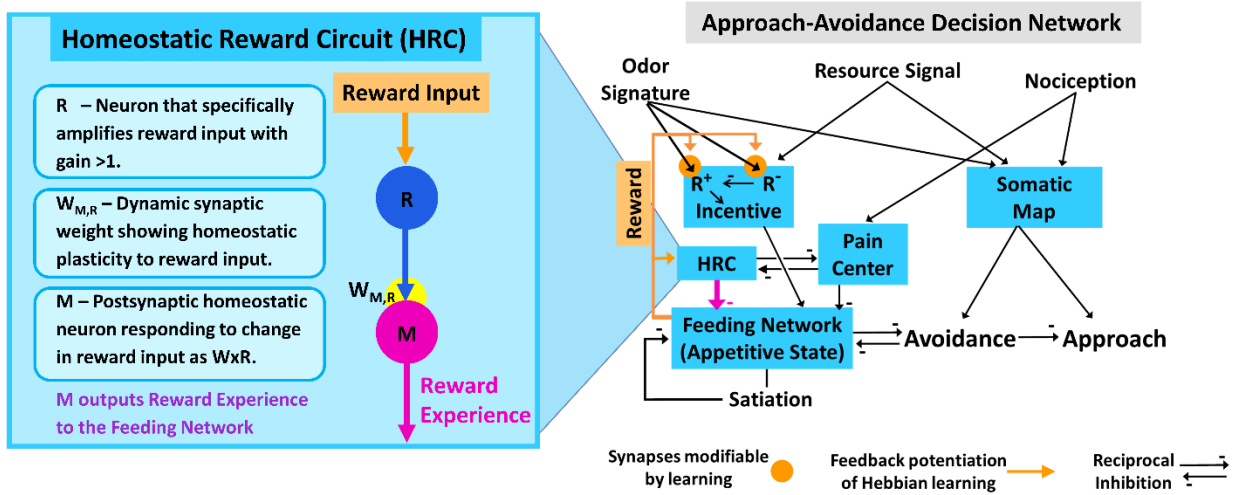 Homeostatic Reward Circuit (HRC)
R – Neuron that specifically
amplifies reward input with
gain >1.
W_M,R – Dynamic synaptic
weight showing homeostatic
plasticity to reward input.
M – Postsynaptic homeostatic
neuron responding to change
in reward input as WxR.
M outputs Reward Experience
to the Feeding Network
Reward Input
R
W_M,R
M
Reward
Experience
Approach-Avoidance Decision Network
Odor
Signature
Resource Signal
Nociception
Reward
R⁺ - R⁻
Incentive
Somatic
Map
HRC
-
-
Pain
Center
-
-
Feeding Network
(Appetitive State)
-
-
-
Avoidance
-
Approach
Satiation
Synapses modifiable
by learning
Feedback potentiation
of Hebbian learning
Reciprocal
Inhibition
-
-